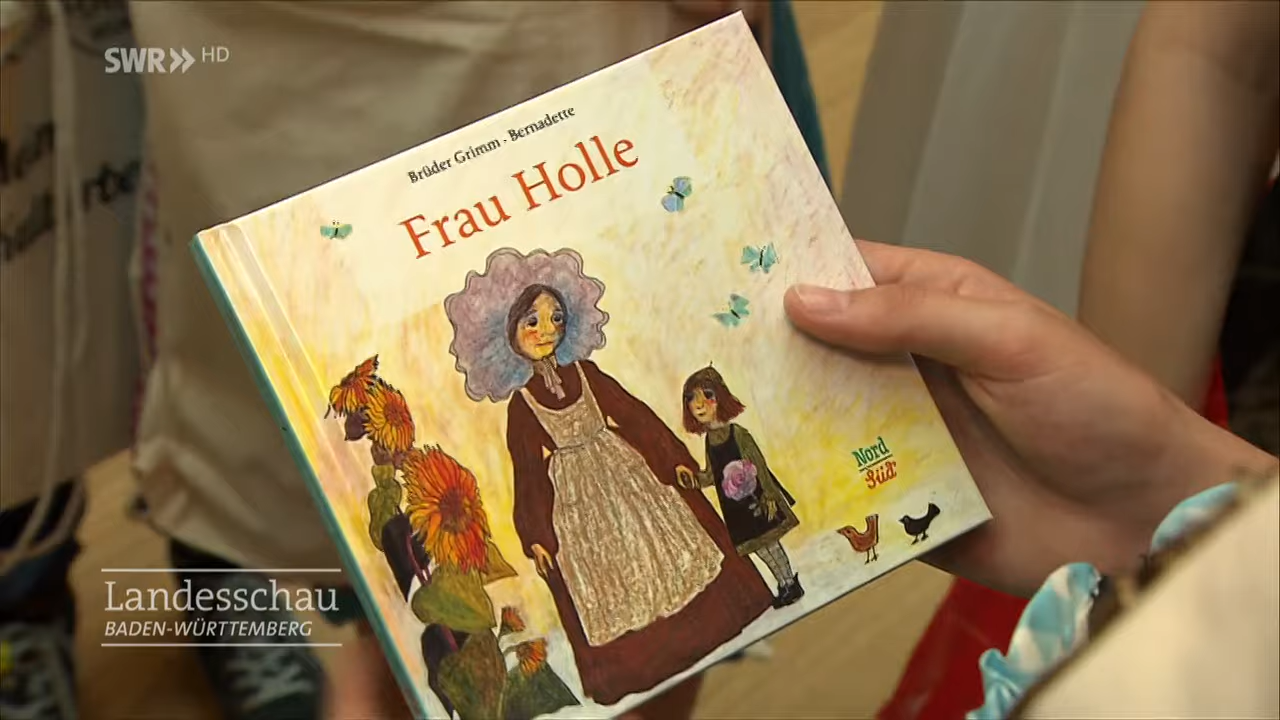 SWR» HD
Brüder Grimm · Bernadette
Frau Holle
Nord
Süd
Landesschau
BADEN-WÜRTTEMBERG